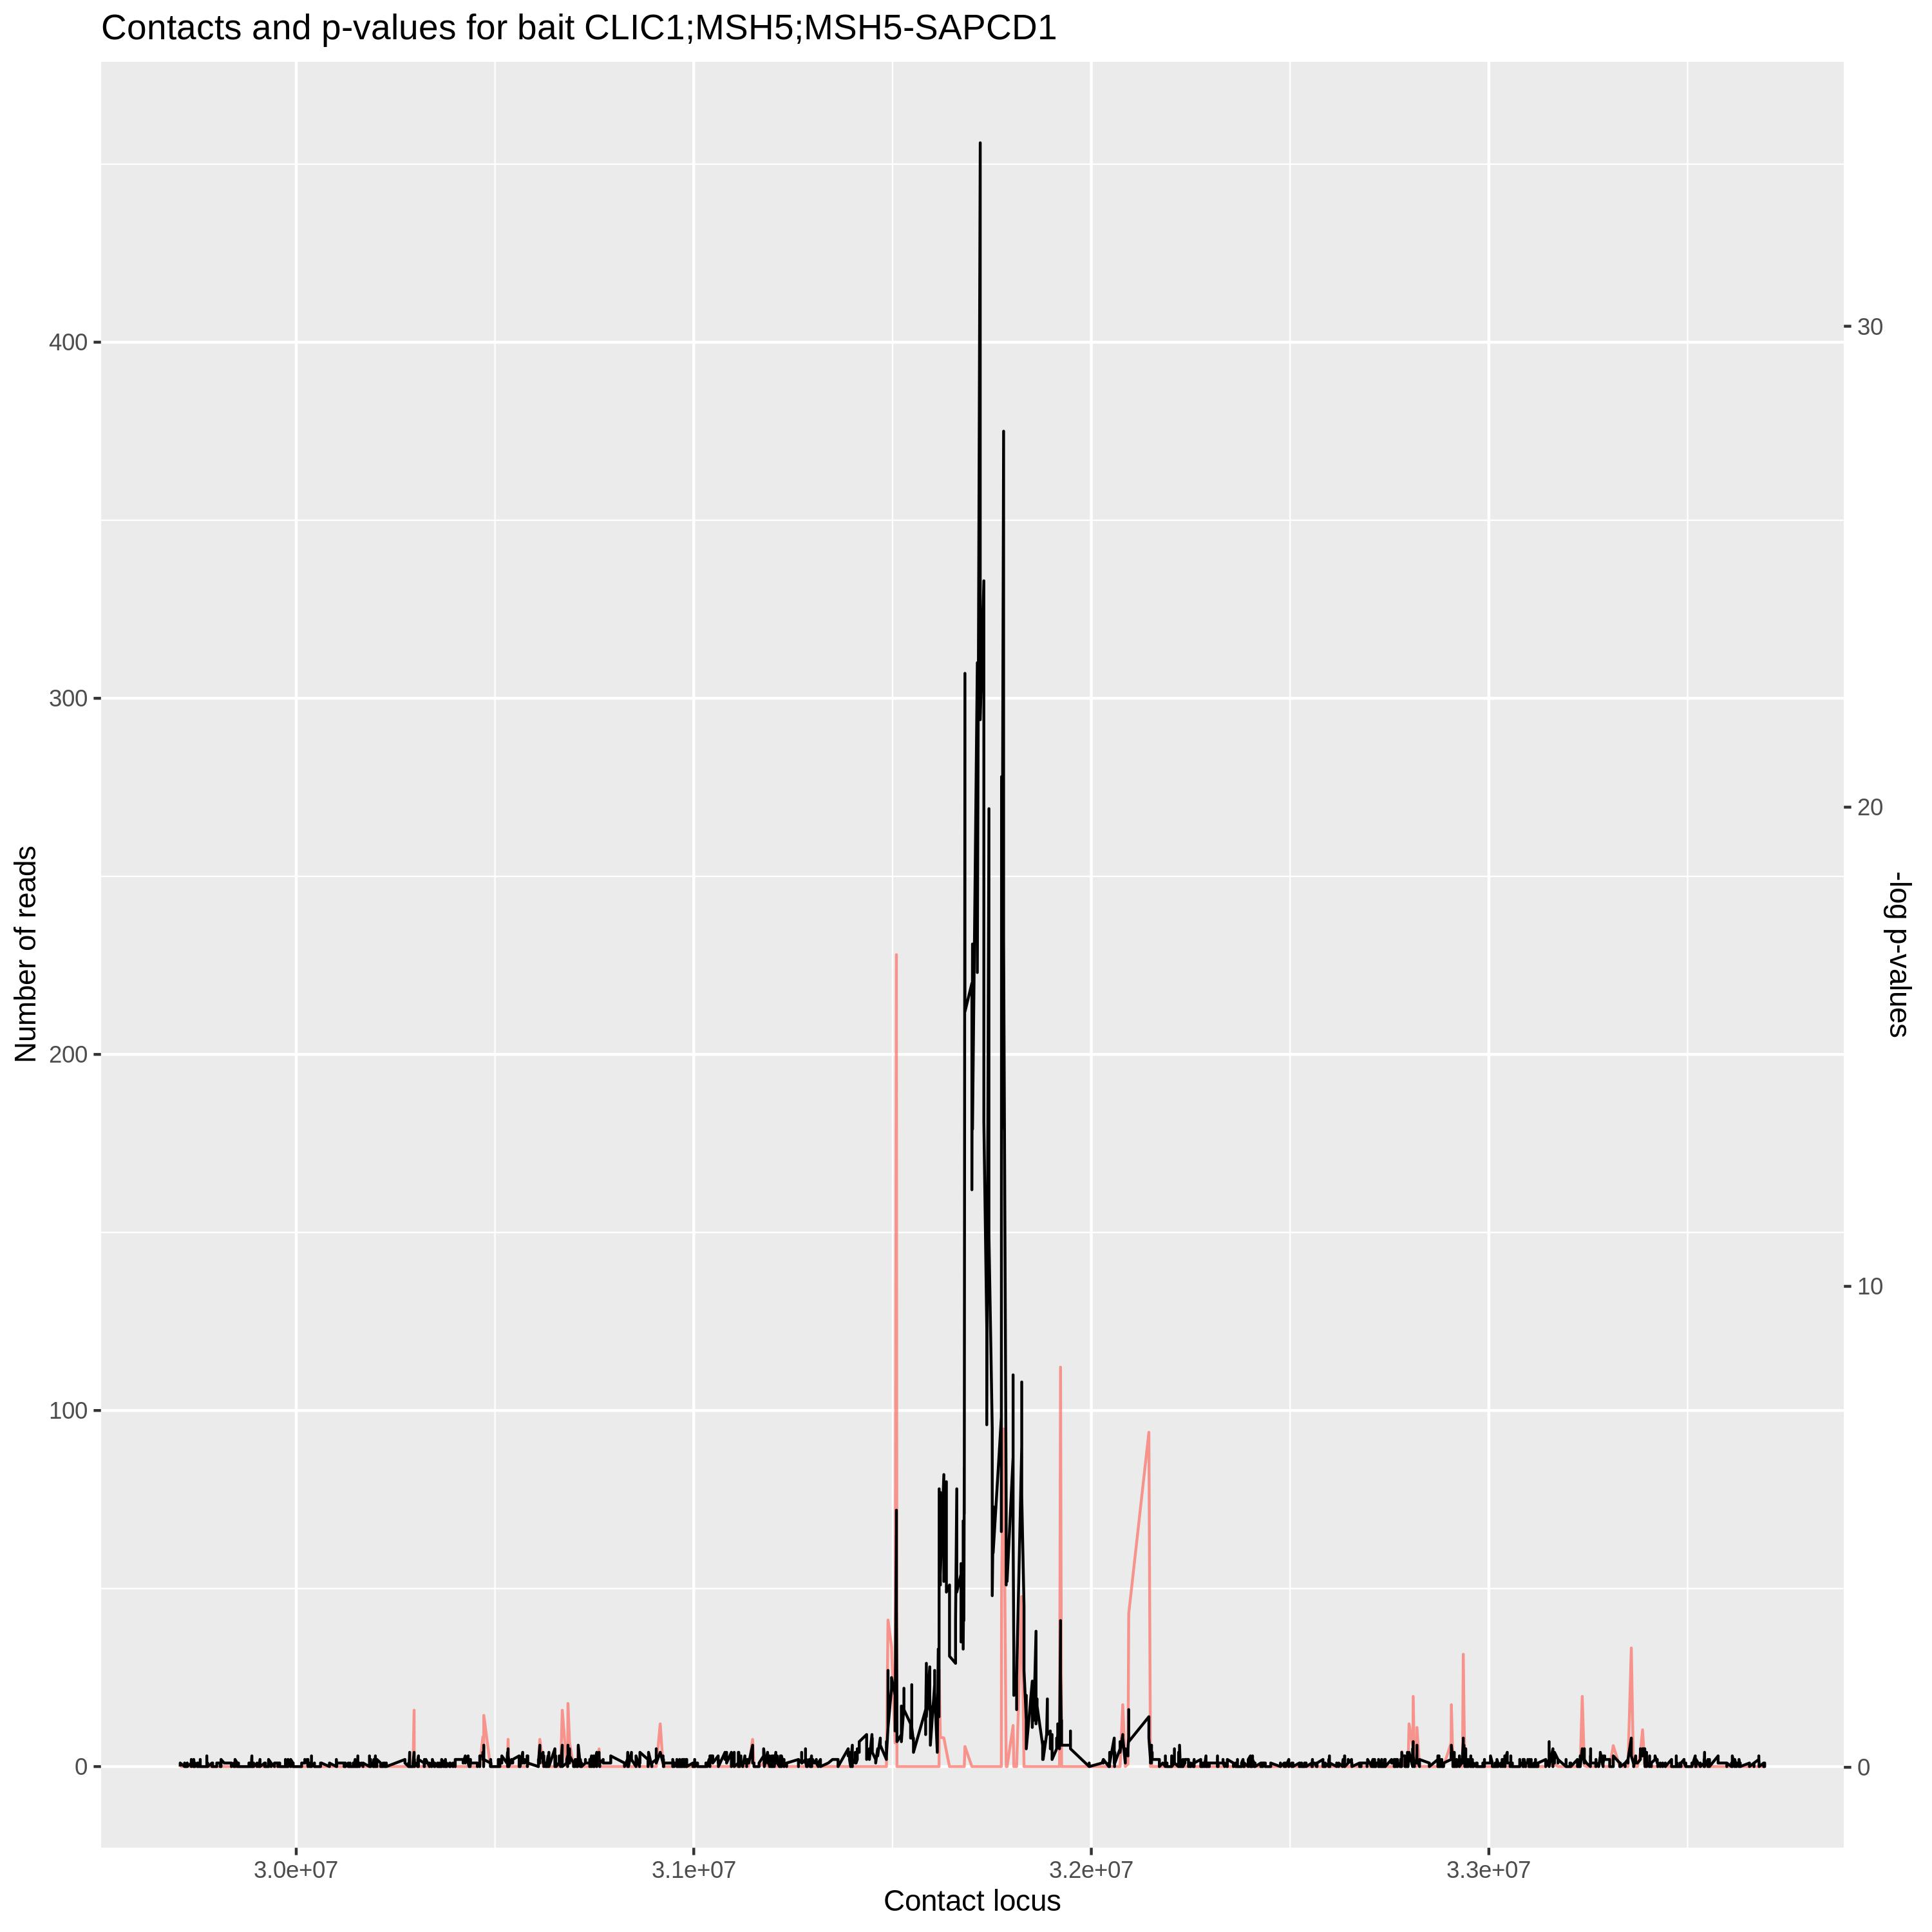 Contacts and p-values for bait CLIC1;MSH5;MSH5-SAPCD1
400
300
200
100
0
30
20
10
0
Number of reads
-log p-values
3.0e+07 3.1e+07 3.2e+07 3.3e+07
Contact locus